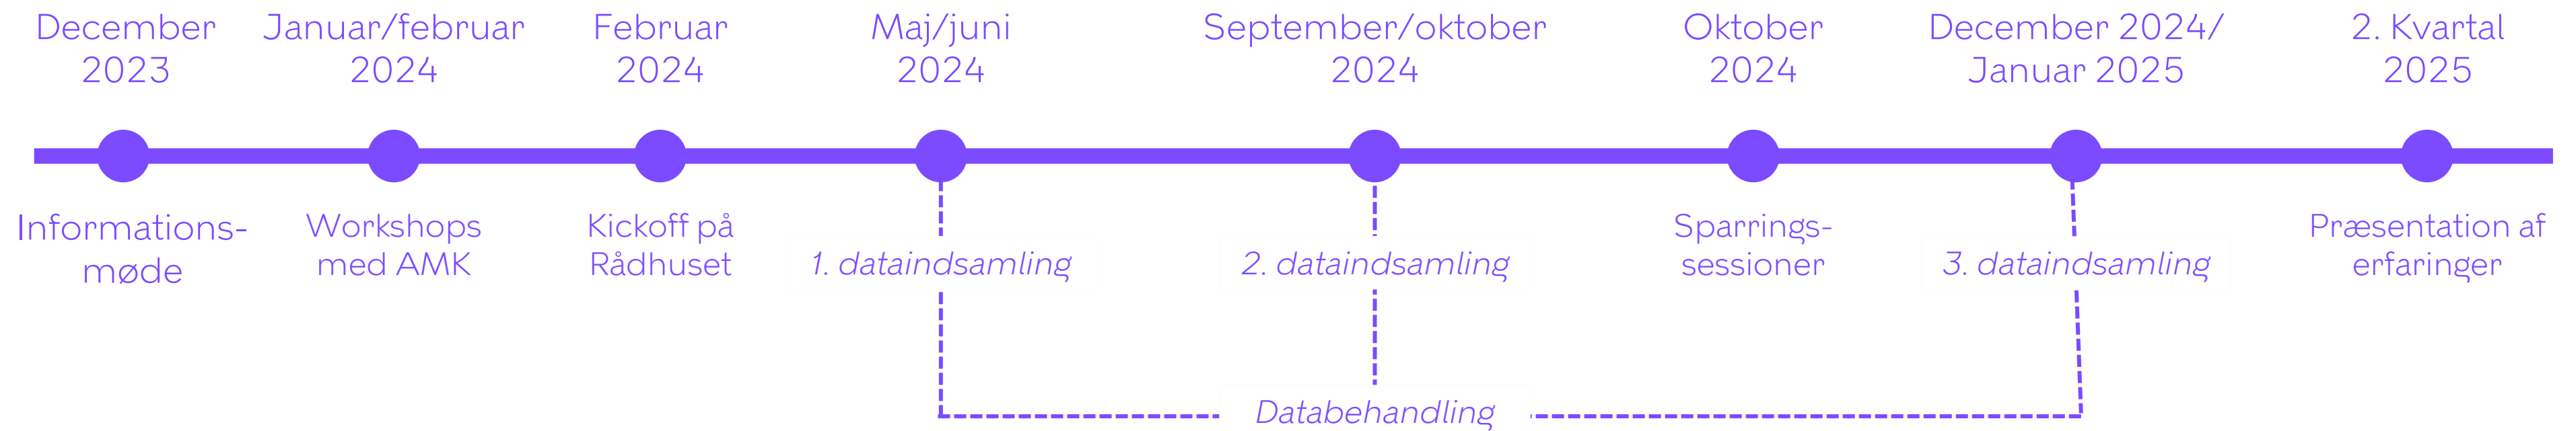 December
2023
Januar/februar
2024
Februar
2024
Maj/juni
2024
September/oktober
2024
Oktober
2024
December 2024/
Januar 2025
2. Kvartal
2025
Informations-
møde
Workshops
med AMK
Kickoff på
Rådhuset
1. dataindsamling
2. dataindsamling
Sparrings-
sessioner
3. dataindsamling
Præsentation af
erfaringer
Databehandling